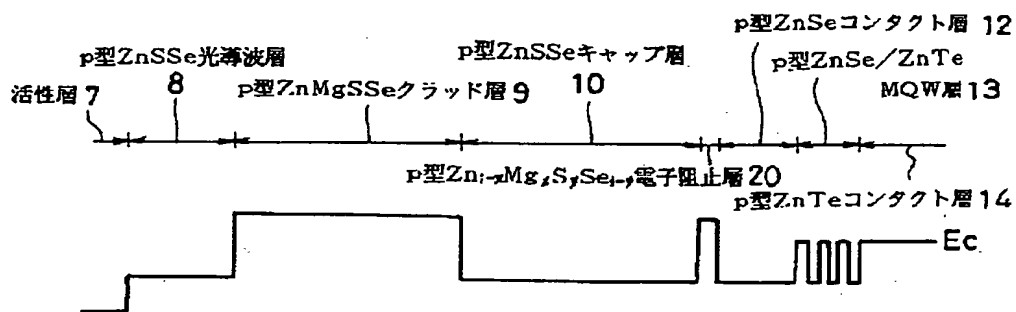 p型ZnSeコンタクト層 12
p型ZnSSe光導波層
8
p型ZnSSeキャップ層
10
p型ZnSe/ZnTe
MQW層 13
活性層 7
p型ZnMgSSeクラッド層 9
p型Zn₁₋ₓMgₓSᵧSe₁₋ᵧ電子阻止層 20
p型ZnTeコンタクト層 14
Ec